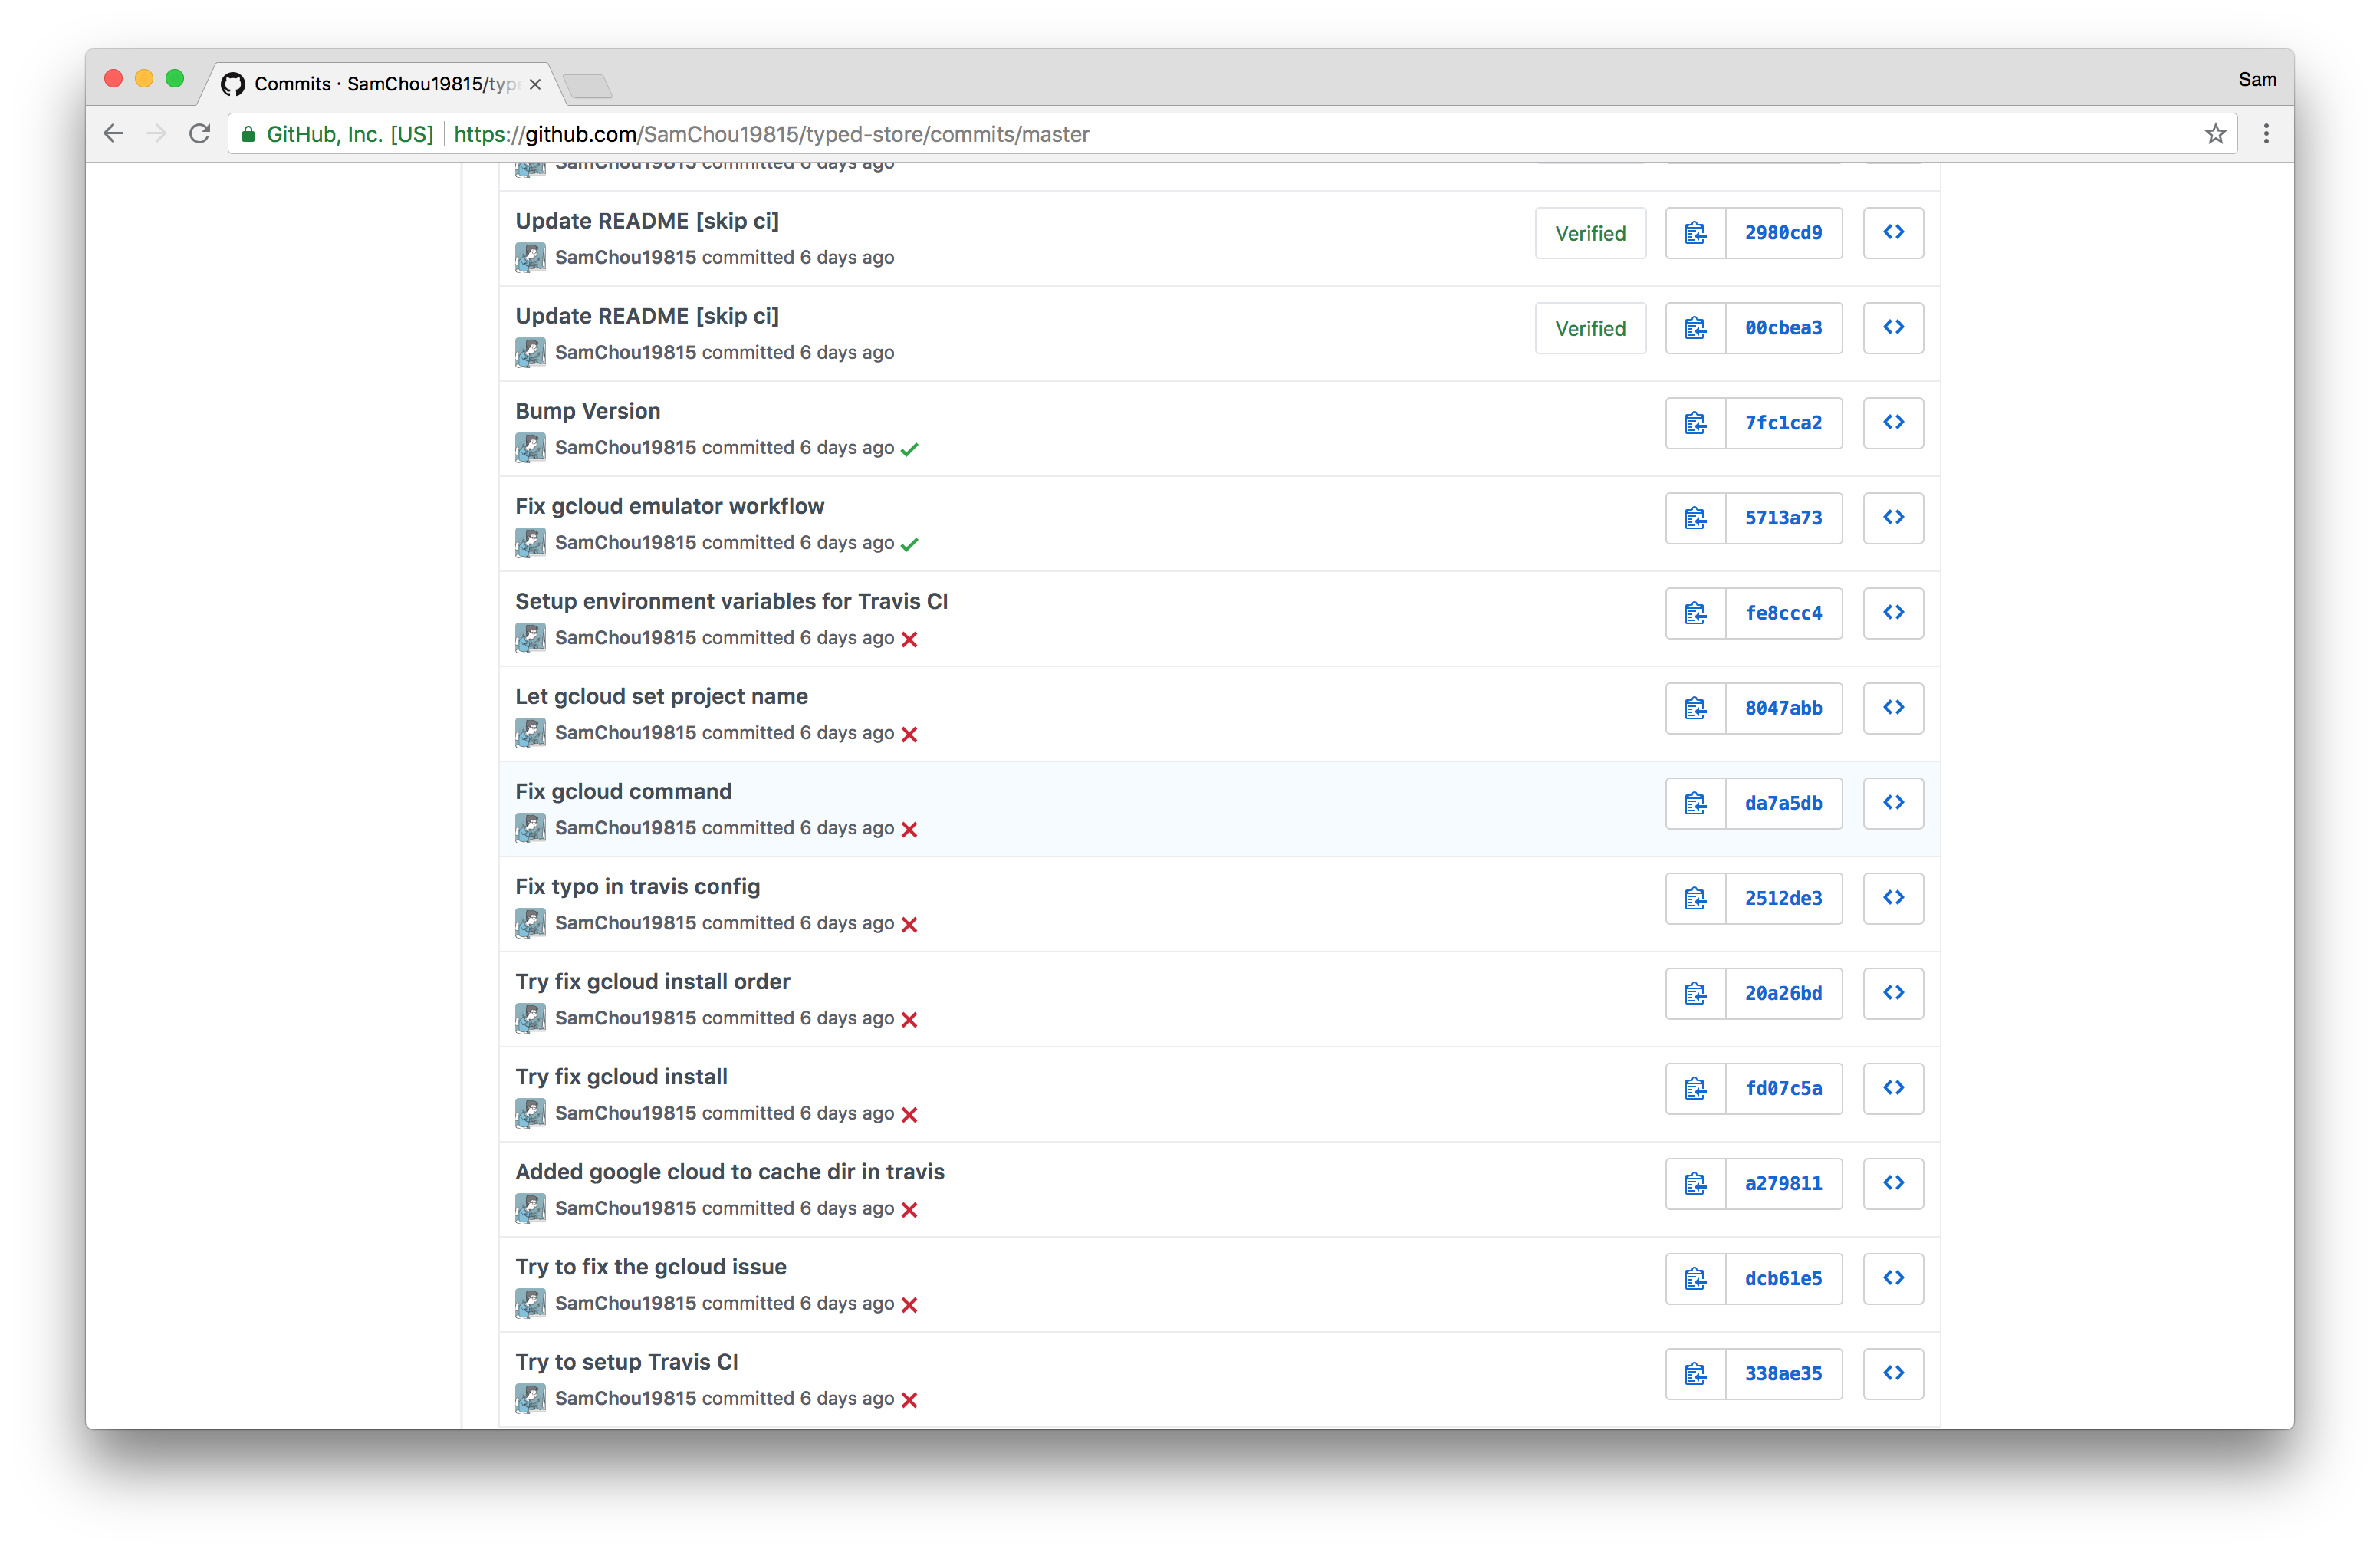 Commits · SamChou19815/typ
Sam
GitHub, Inc. [US] https://github.com/SamChou19815/typed-store/commits/master
SamChou19815 committed 6 days ago
Update README [skip ci]
SamChou19815 committed 6 days ago
Verified
2980cd9
Update README [skip ci]
SamChou19815 committed 6 days ago
Verified
00cbea3
Bump Version
SamChou19815 committed 6 days ago
7fc1ca2
Fix gcloud emulator workflow
SamChou19815 committed 6 days ago
5713a73
Setup environment variables for Travis CI
SamChou19815 committed 6 days ago
fe8ccc4
Let gcloud set project name
SamChou19815 committed 6 days ago
8047abb
Fix gcloud command
SamChou19815 committed 6 days ago
da7a5db
Fix typo in travis config
SamChou19815 committed 6 days ago
2512de3
Try fix gcloud install order
SamChou19815 committed 6 days ago
20a26bd
Try fix gcloud install
SamChou19815 committed 6 days ago
fd07c5a
Added google cloud to cache dir in travis
SamChou19815 committed 6 days ago
a279811
Try to fix the gcloud issue
SamChou19815 committed 6 days ago
dcb61e5
Try to setup Travis CI
SamChou19815 committed 6 days ago
338ae35